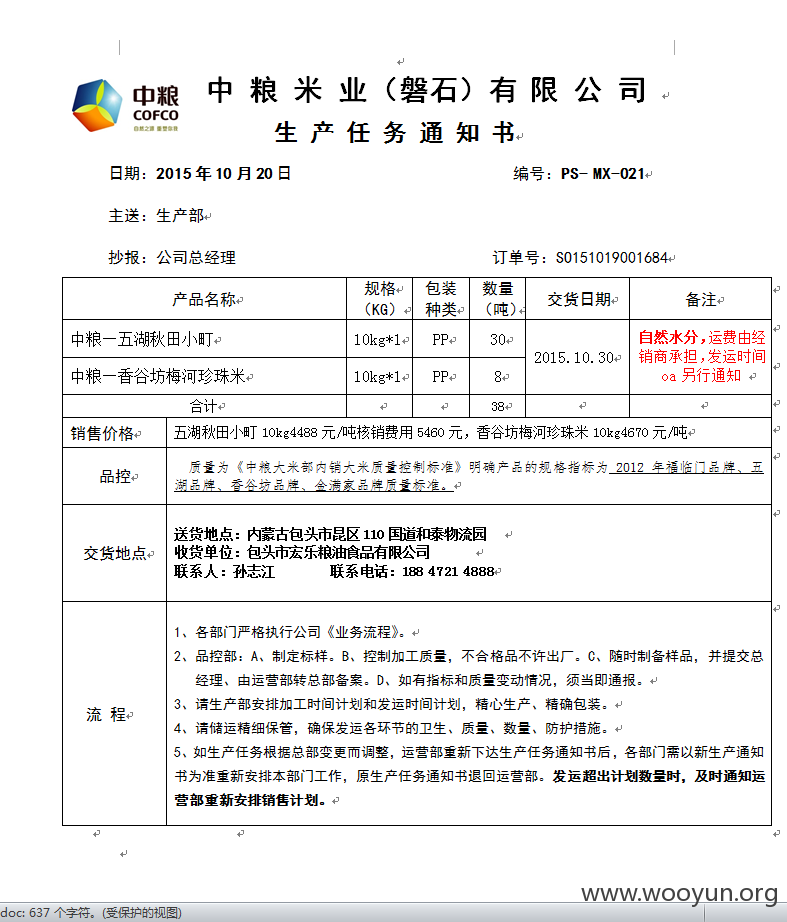 中粮
COFCO
自然之源 重塑你我
中 粮 米 业 （磐石）有 限 公 司
生 产 任 务 通 知 书
日期：2015 年 10 月 20 日 编号：PS- MX-021
主送：生产部
抄报：公司总经理 订单号：SO151019001684
产品名称 规格（KG） 包装种类 数量（吨） 交货日期 备注
中粮—五湖秋田小町 10kg*1 PP 30 2015.10.30 自然水分，运费由经销商承担，发运时间 oa 另行通知
中粮—香谷坊梅河珍珠米 10kg*1 PP 8
合计 38
销售价格 五湖秋田小町 10kg4488 元/吨核销费用 5460 元，香谷坊梅河珍珠米 10kg4670 元/吨
品控 质量为《中粮大米部内销大米质量控制标准》明确产品的规格指标为 2012 年福临门品牌、五
湖品牌、香谷坊品牌、金满家品牌质量标准。
交货地点 送货地点：内蒙古包头市昆区 110 国道和泰物流园
收货单位：包头市宏乐粮油食品有限公司
联系人：孙志江 联系电话：188 4721 4888
流 程
1、各部门严格执行公司《业务流程》。
2、品控部：A、制定标样。B、控制加工质量，不合格品不许出厂。C、随时制备样品，并提交总
经理、由运营部转总部备案。D、如有指标和质量变动情况，须当即通报。
3、请生产部安排加工时间计划和发运时间计划，精心生产、精确包装。
4、请储运精细保管，确保发运各环节的卫生、质量、数量、防护措施。
5、如生产任务根据总部变更而调整，运营部重新下达生产任务通知书后，各部门需以新生产通知
书为准重新安排本部门工作，原生产任务通知书退回运营部。发运超出计划数量时，及时通知运
营部重新安排销售计划。
www.wooyun.org
doc: 637 个字符。(受保护的视图)